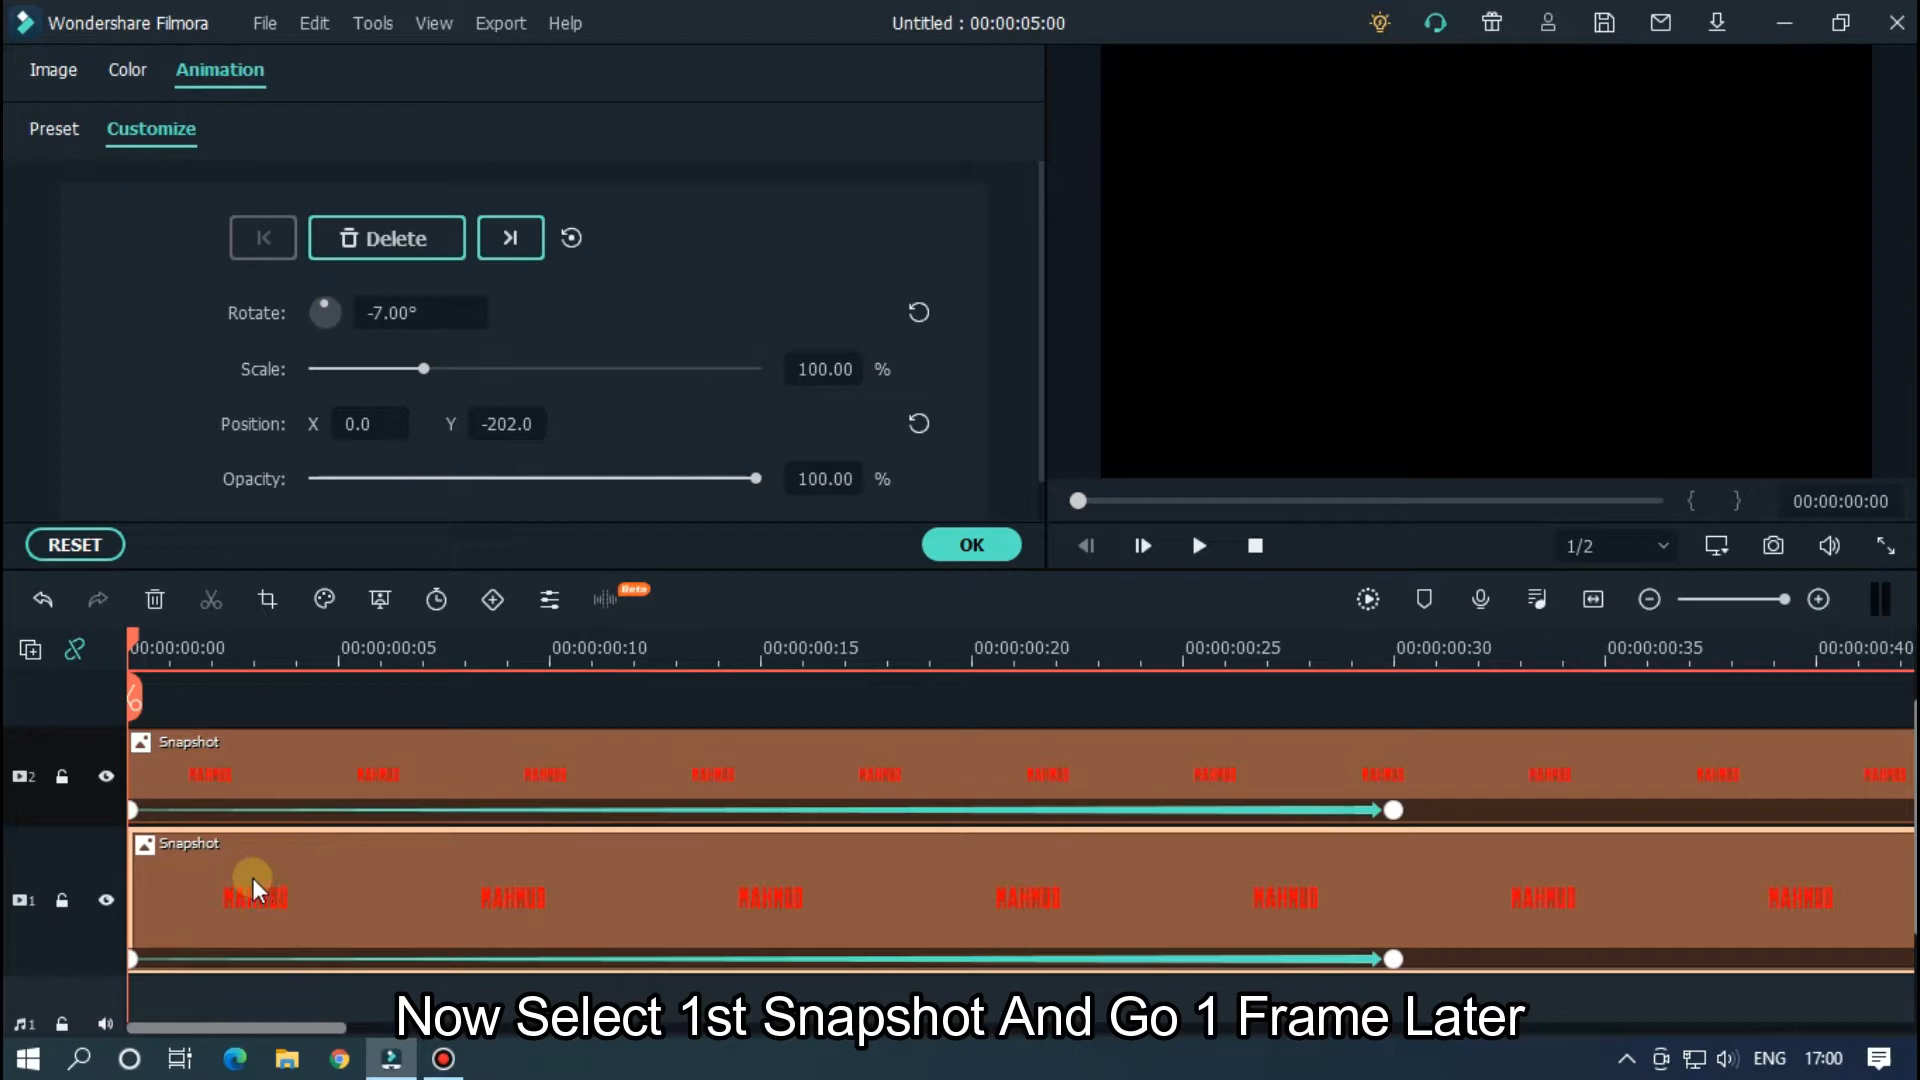 Wondershare Filmora File Edit Tools View Export Help Untitled : 00:00:05:00
Image Color Animation
Preset Customize
Delete
Rotate: -7.00°
Scale: 100.00 %
Position: X 0.0 Y -202.0
Opacity: 100.00 %
{ } 00:00:00:00
RESET OK 1/2
Beta
00:00:00:00 00:00:00:05 00:00:00:10 00:00:00:15 00:00:00:20 00:00:00:25 00:00:00:30 00:00:00:35 00:00:00:40
Snapshot
2
Snapshot
1
1
Now Select 1st Snapshot And Go 1 Frame Later
ENG 17:00